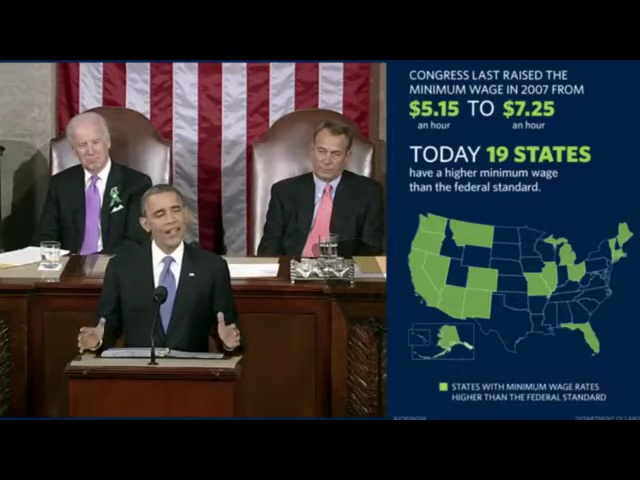 CONGRESS LAST RAISED THE
MINIMUM WAGE IN 2007 FROM
$5.15 TO $7.25
an hour an hour
TODAY 19 STATES
have a higher minimum wage
than the federal standard.
STATES WITH MINIMUM WAGE RATES
HIGHER THAN THE FEDERAL STANDARD
DEPARTMENT OF